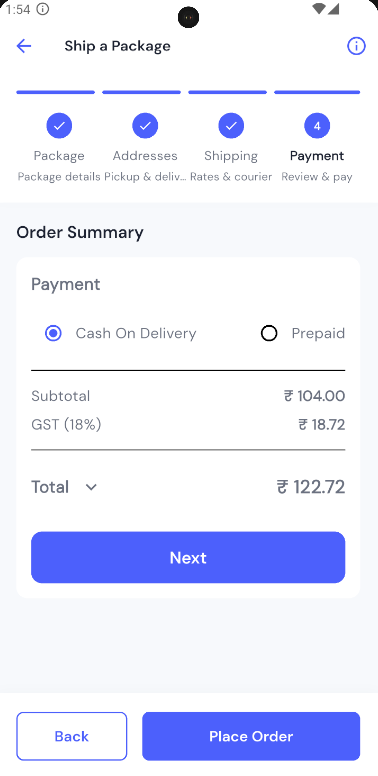 1:54
Ship a Package
4
Package Addresses Shipping Payment
Package details Pickup & deliv... Rates & courier Review & pay
Order Summary
Payment
Cash On Delivery Prepaid
Subtotal ₹ 104.00
GST (18%) ₹ 18.72
Total ₹ 122.72
Next
Back Place Order